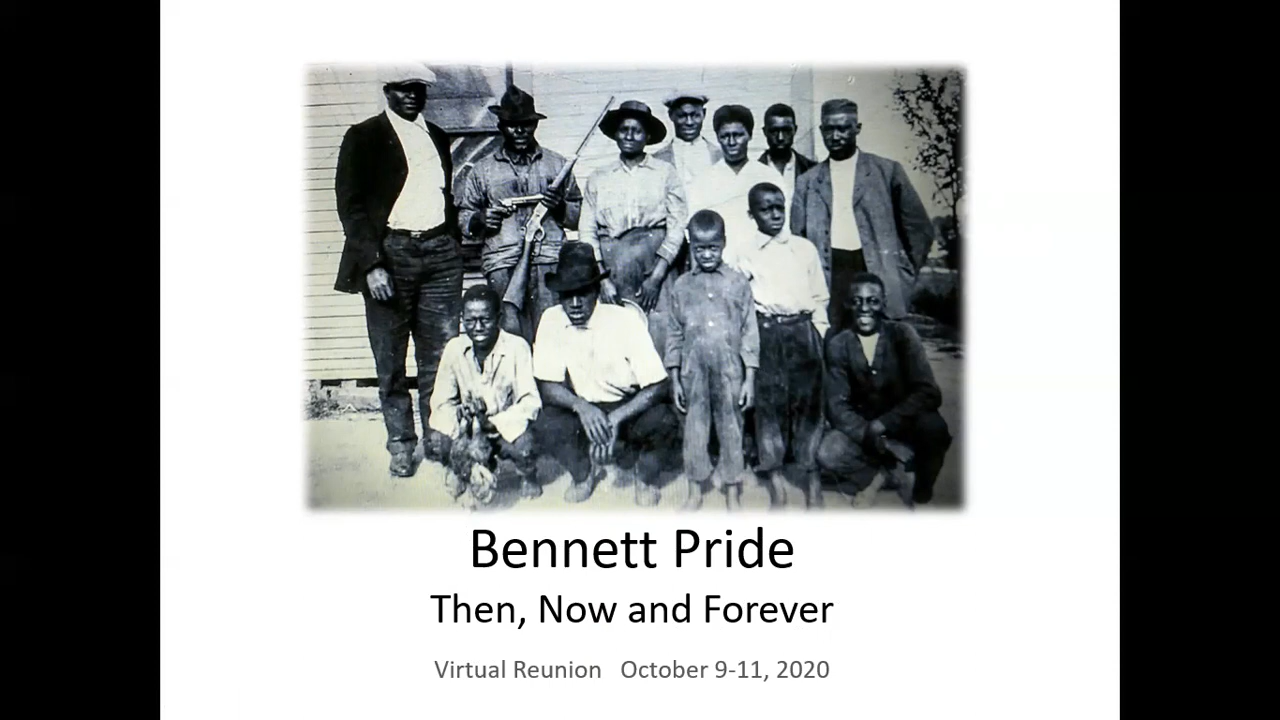 Bennett Pride
Then, Now and Forever
Virtual Reunion October 9-11, 2020